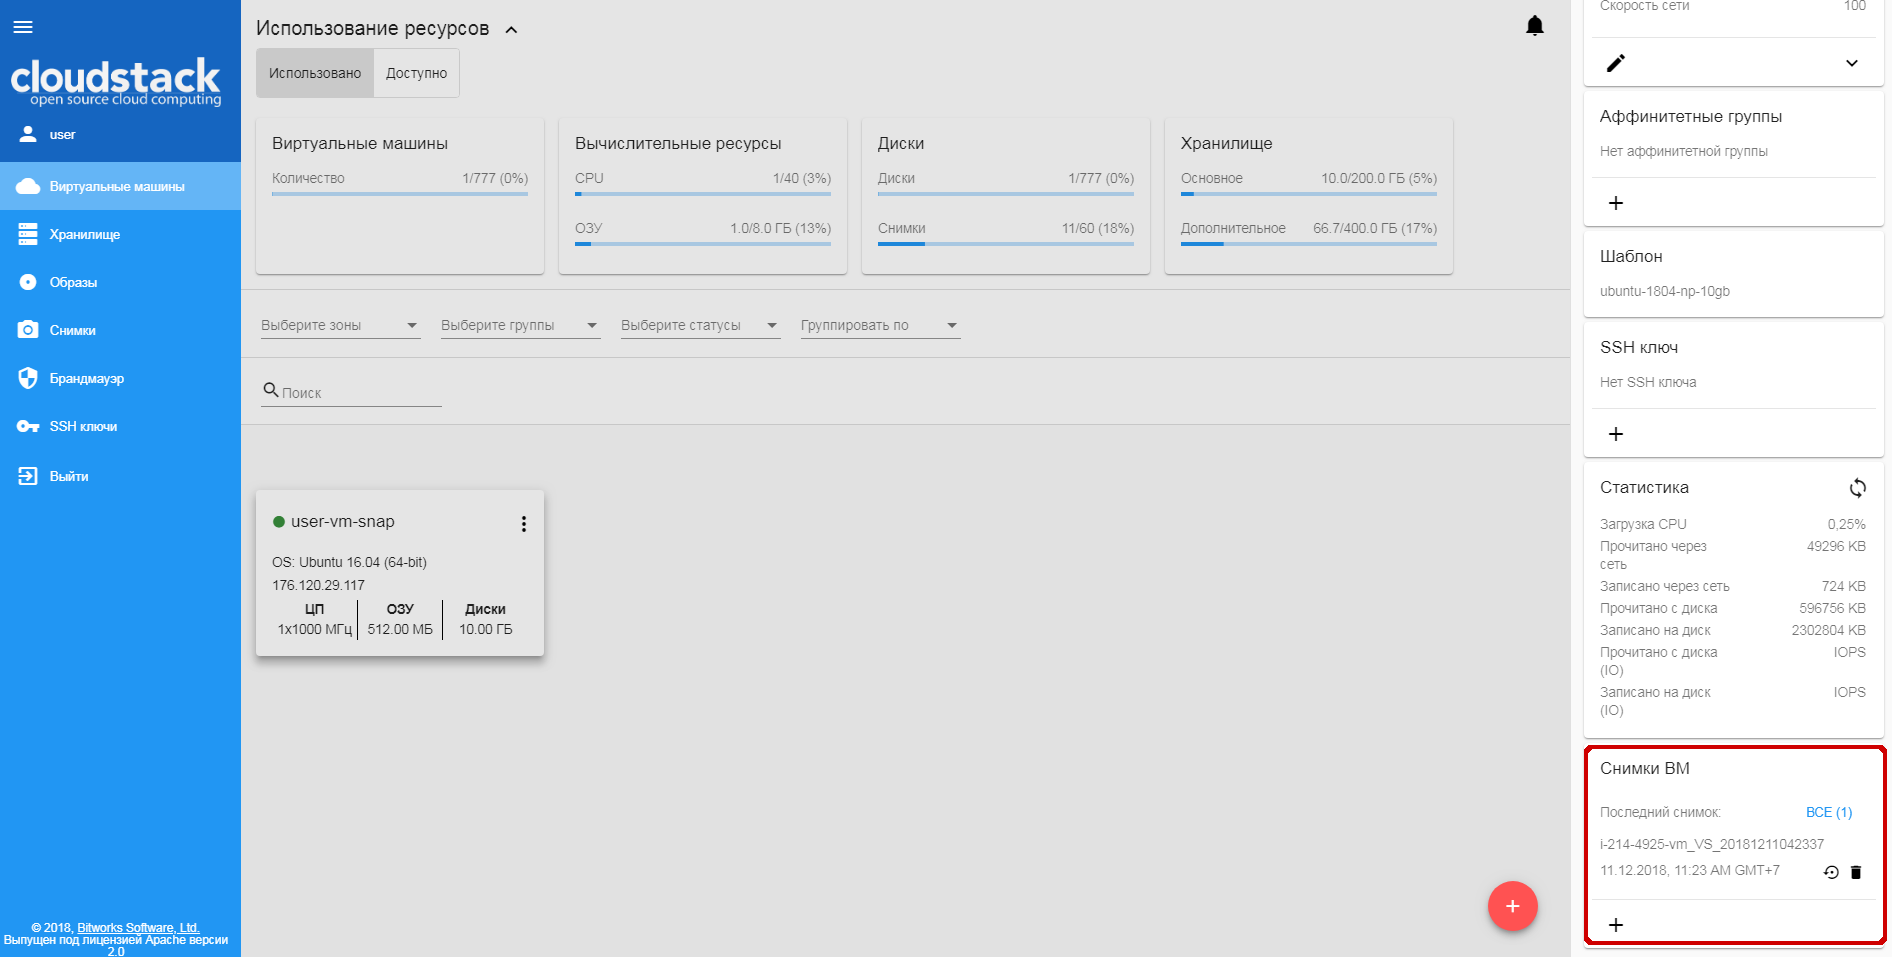 cloudstack
open source cloud computing
user
Виртуальные машины
Хранилище
Образы
Снимки
Брандмауэр
SSH ключи
Выйти
© 2018, Bitworks Software, Ltd.
Выпущен под лицензией Apache версии
2.0
Использование ресурсов
Использовано
Доступно
Виртуальные машины
Количество 1/777 (0%)
Вычислительные ресурсы
CPU 1/40 (3%)
ОЗУ 1.0/8.0 ГБ (13%)
Диски
Диски 1/777 (0%)
Снимки 11/60 (18%)
Хранилище
Основное 10.0/200.0 ГБ (5%)
Дополнительное 66.7/400.0 ГБ (17%)
Выберите зоны
Выберите группы
Выберите статусы
Группировать по
Поиск
user-vm-snap
OS: Ubuntu 16.04 (64-bit)
176.120.29.117
ЦП ОЗУ Диски
1x1000 МГц 512.00 МБ 10.00 ГБ
Скорость сети 100
Аффинитетные группы
Нет аффинитетной группы
Шаблон
ubuntu-1804-np-10gb
SSH ключ
Нет SSH ключа
Статистика
Загрузка CPU 0,25%
Прочитано через 49296 KB
сеть
Записано через сеть 724 KB
Прочитано с диска 596756 KB
Записано на диск 2302804 KB
Прочитано с диска IOPS
(IO)
Записано на диск IOPS
(IO)
Снимки ВМ
Последний снимок: ВСЕ (1)
i-214-4925-vm_VS_20181211042337
11.12.2018, 11:23 AM GMT+7